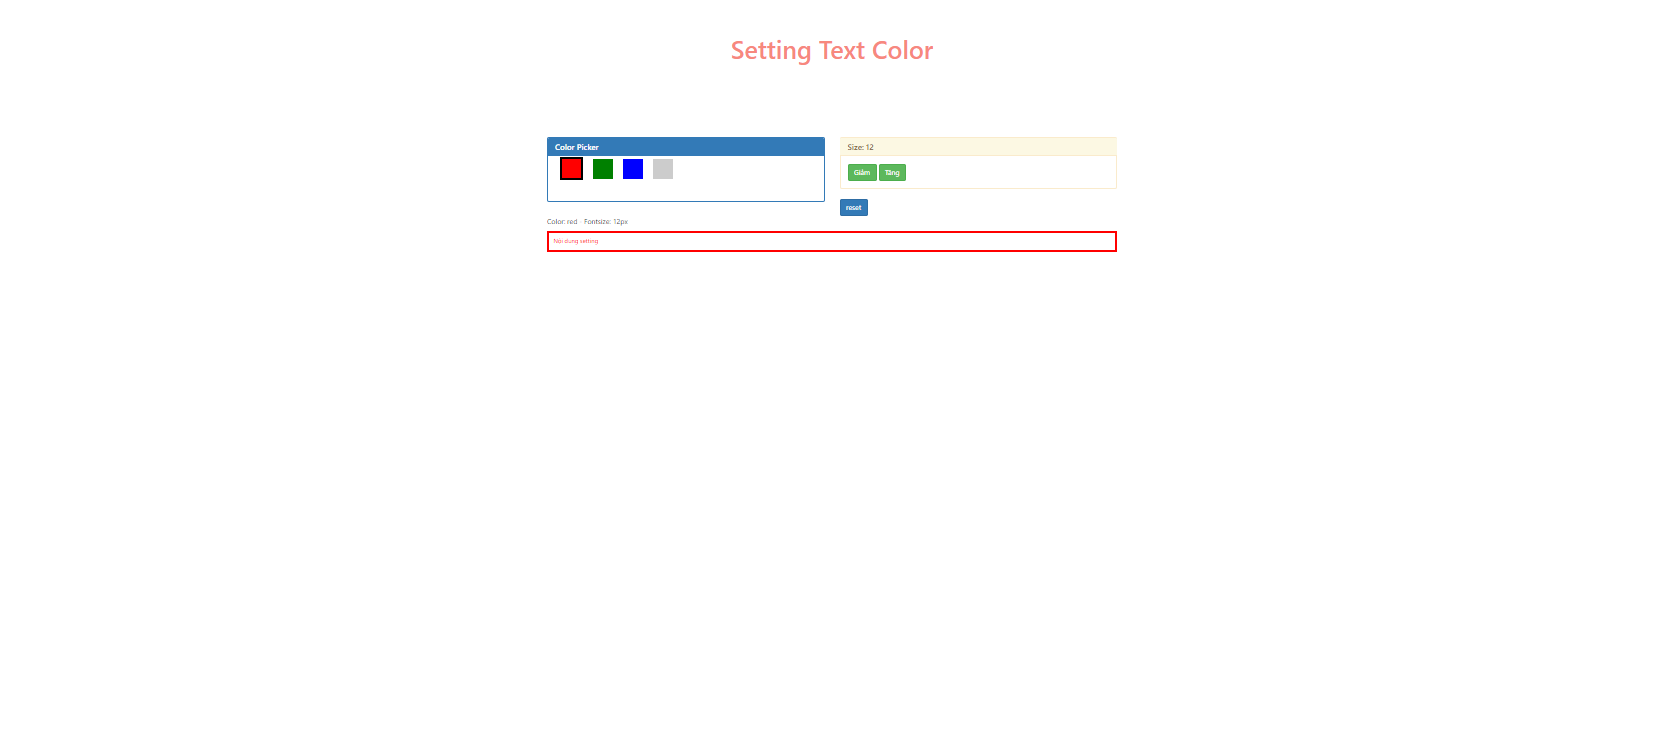 Setting Text Color
Color Picker
Size: 12
Giảm Tăng
reset
Color: red - Fontsize: 12px
Nội dung setting